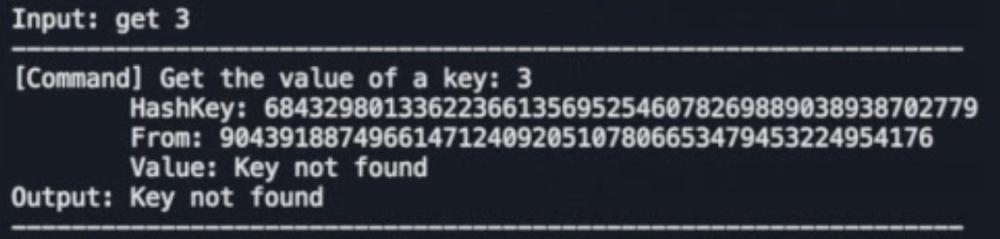 Input: get 3
[Command] Get the value of a key: 3
HashKey: 684329801336223661356952546078269889038938702779
From: 904391887496614712409205107806653479453224954176
Value: Key not found
Output: Key not found